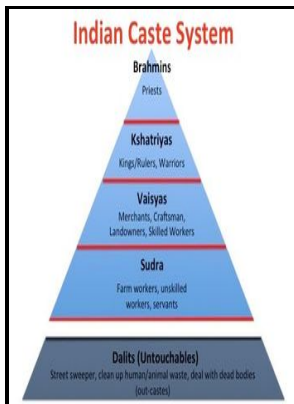 Indian Caste System
Brahmins
Priests
Kshatriyas
Kings/Rulers, Warriors
Vaisyas
Merchants, Craftsman,
Landowners, Skilled Workers
Sudra
Farm workers, unskilled
workers, servants
Dalits (Untouchables)
Street sweeper, clean up human/animal waste, deal with dead bodies
(out-castes)